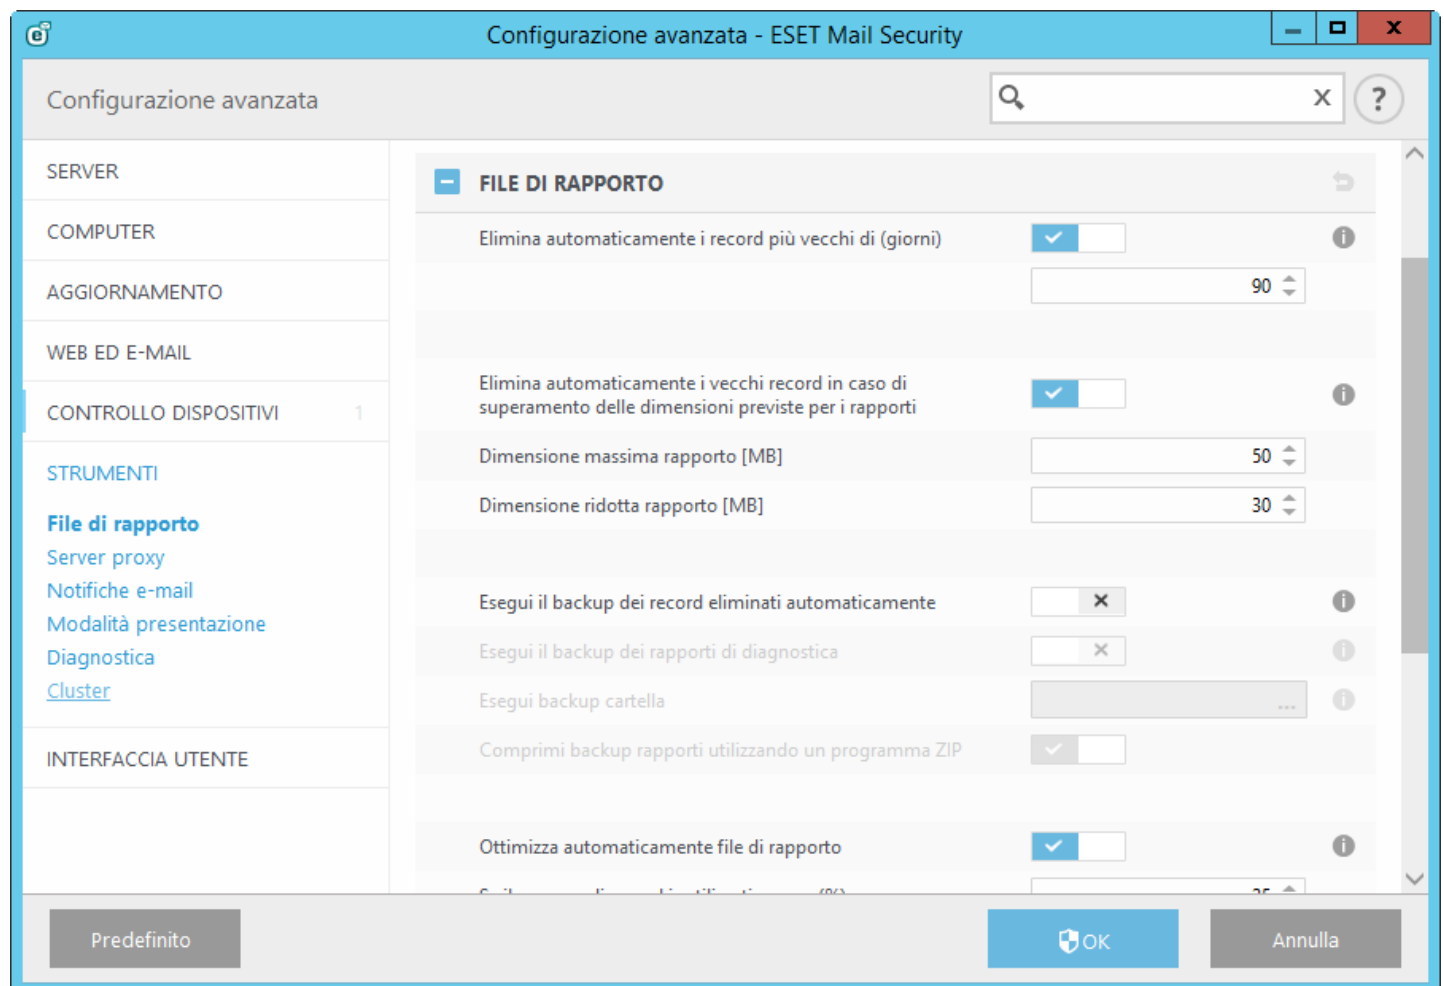 Configurazione avanzata - ESET Mail Security
Configurazione avanzata
SERVER
COMPUTER
AGGIORNAMENTO
WEB ED E-MAIL
CONTROLLO DISPOSITIVI 1
STRUMENTI
File di rapporto
Server proxy
Notifiche e-mail
Modalità presentazione
Diagnostica
Cluster
INTERFACCIA UTENTE
FILE DI RAPPORTO
Elimina automaticamente i record più vecchi di (giorni)
90
Elimina automaticamente i vecchi record in caso di
superamento delle dimensioni previste per i rapporti
Dimensione massima rapporto [MB] 50
Dimensione ridotta rapporto [MB] 30
Esegui il backup dei record eliminati automaticamente
Esegui il backup dei rapporti di diagnostica
Esegui backup cartella ...
Comprimi backup rapporti utilizzando un programma ZIP
Ottimizza automaticamente file di rapporto
Predefinito
OK
Annulla